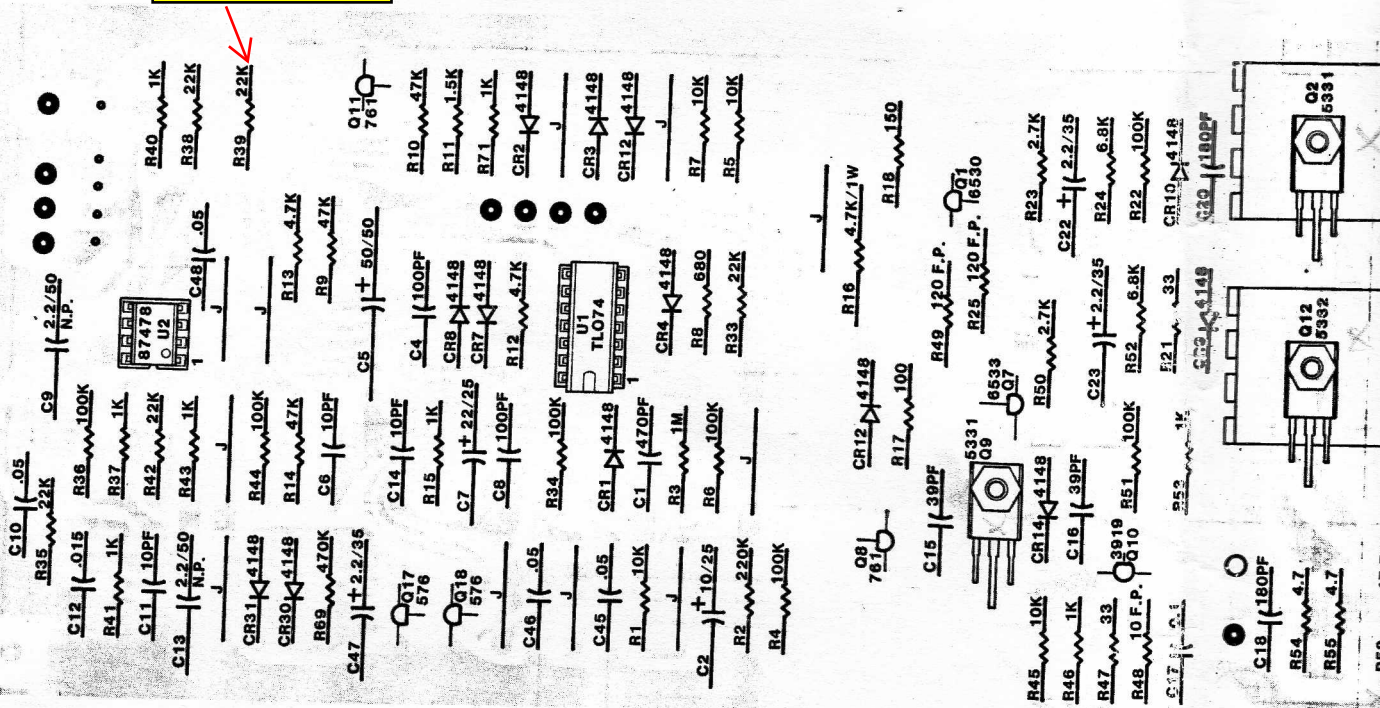 R40 1K
R38 22K
R39 22K
Q11 761
R10 47K
R11 1.5K
R71 1K
CR2 4148
J
CR3 4148
CR12 4148
J
R7 10K
R5 10K
R18 150
Q1 6530
R23 2.7K
C22 + 2.2/35
R24 6.8K
R22 100K
CR10 4148
C20 180PF
Q2 5331
C9 2.2/50 N.P.
87478 U2 1
C48 .05
J
J
R13 4.7K
R9 47K
C5 + 50/50
C4 100PF
CR8 4148
CR7 4148
R12 4.7K
U1 TL074 1
CR4 4148
R8 680
R33 22K
J
R16 4.7K/1W
R49 120 F.P.
R25 120 F.P.
R50 2.7K
C23 + 2.2/35
R52 6.8K
R21 33
4148
Q12 5332
C10 .05
R35 22K
R36 100K
R37 1K
R42 22K
R43 1K
J
R44 100K
R14 47K
C6 10PF
C14 10PF
R15 1K
C7 + 22/25
C8 100PF
R34 100K
CR1 4148
C1 470PF
R3 1M
R6 100K
J
CR12 4148
R17 100
5331 Q9
6533 Q7
CR14 4148
C16 39PF
R51 100K
R53 1K
C12 .015
R41 1K
C11 10PF
C13 2.2/50 N.P.
J
CR31 4148
CR30 4148
R69 470K
C47 + 2.2/35
Q17 576
Q18 576
J
C46 .05
J
C45 .05
R1 10K
J
C2 + 10/25
R2 220K
R4 100K
Q8 761
C15 39PF
3919 Q10
R45 10K
R46 1K
R47 33
R48 10 F.P.
C17 0.1
C18 180PF
R54 4.7
R55 4.7